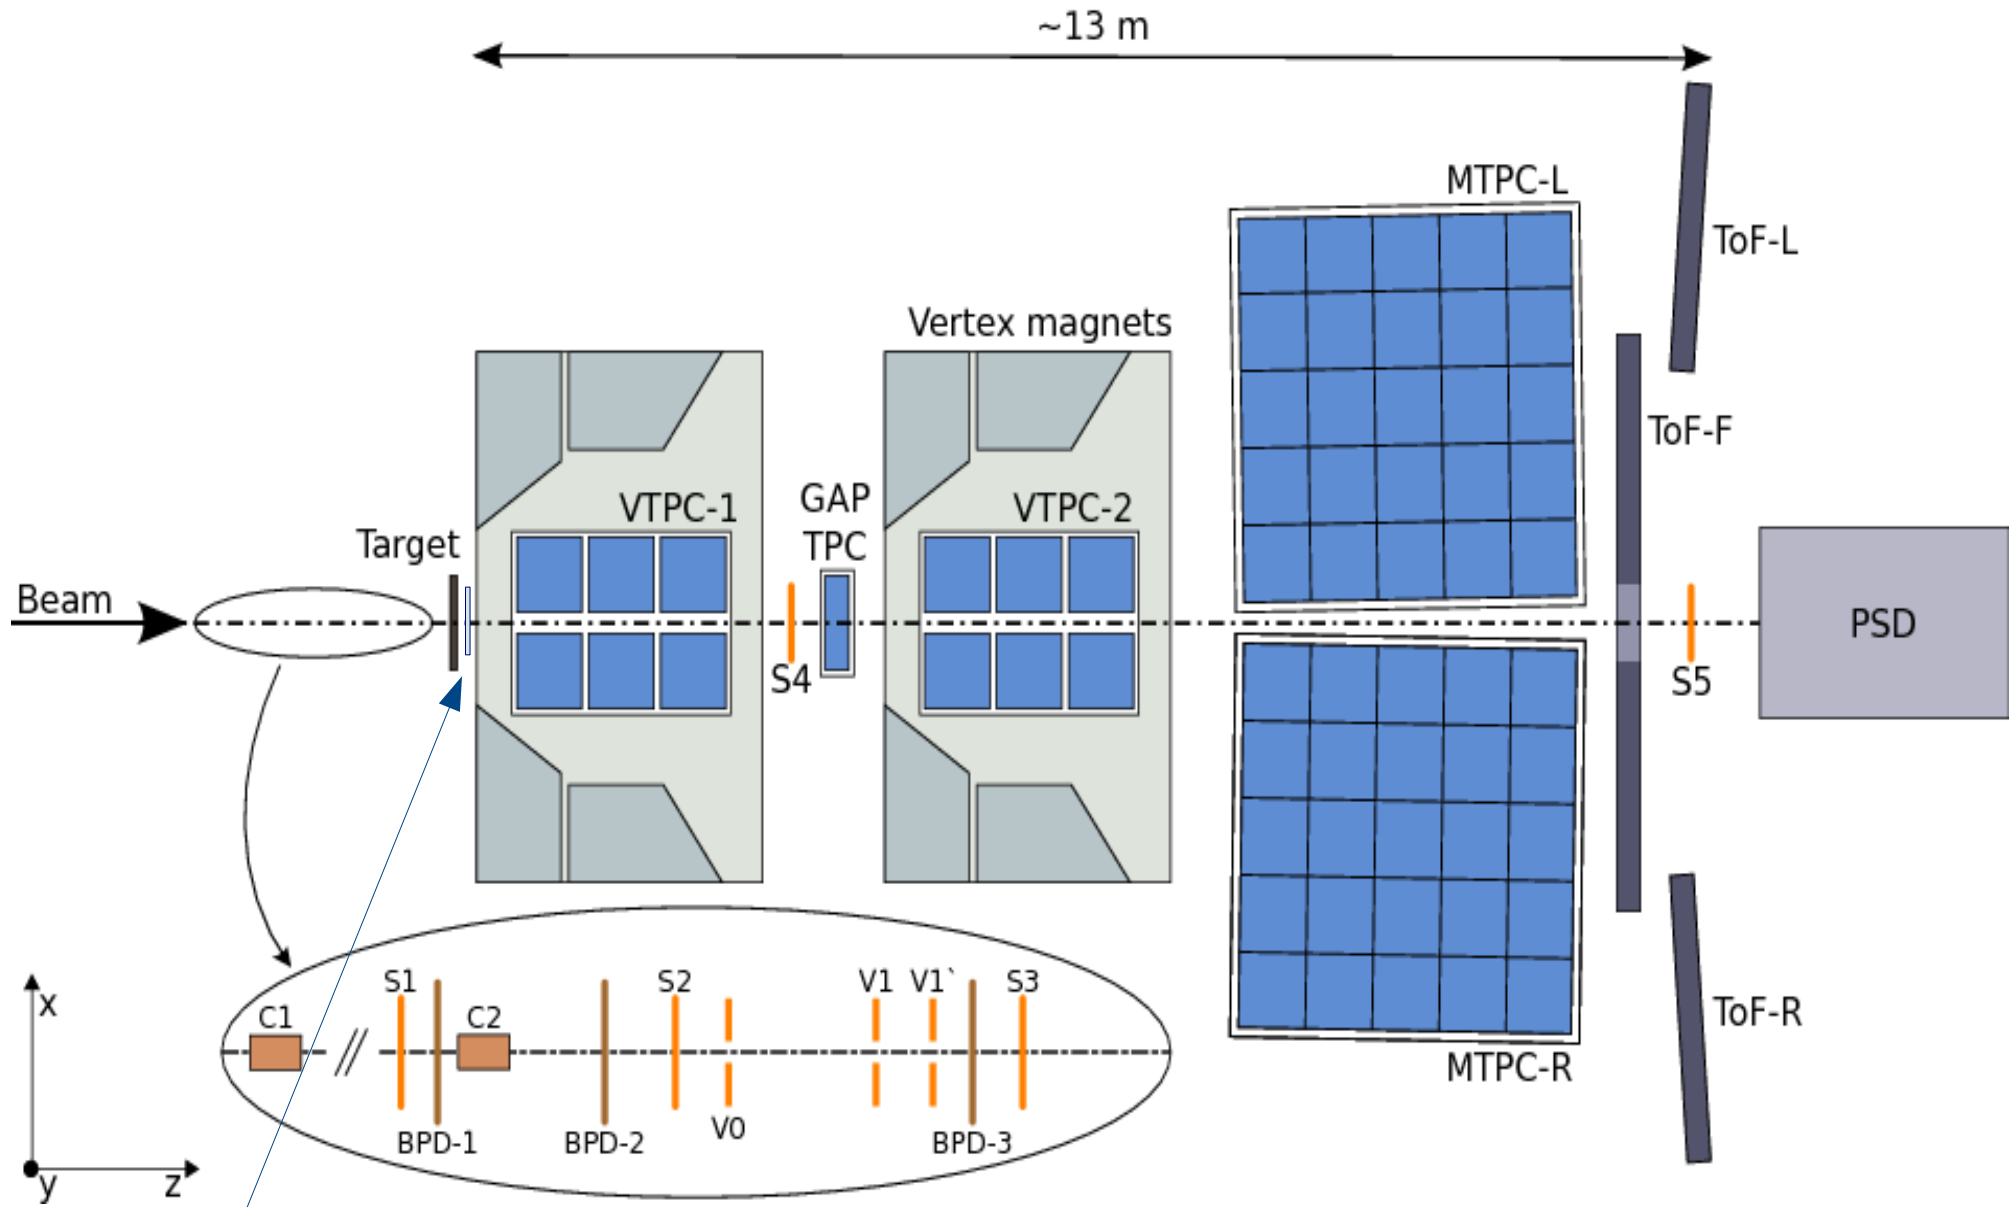 ~13 m
MTPC-L
ToF-L
Vertex magnets
ToF-F
VTPC-1
GAP
TPC
VTPC-2
Target
Beam
PSD
S4
S5
S1
S2
V1
V1`
S3
C1
C2
x
ToF-R
MTPC-R
V0
BPD-1
BPD-2
BPD-3
y
z